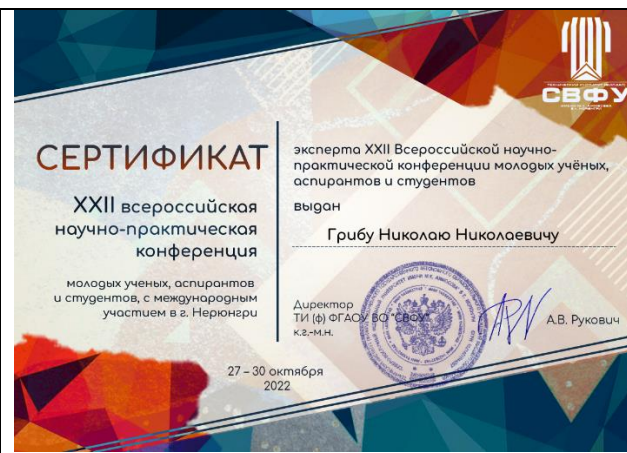 СВФУ
СЕРТИФИКАТ
XXII всероссийская
научно-практическая
конференция
молодых ученых, аспирантов
и студентов, с международным
участием в г. Нерюнгри
27 – 30 октября
2022
эксперта XXII Всероссийской научно-
практической конференции молодых учёных,
аспирантов и студентов
выдан
Грибу Николаю Николаевичу
Директор
ТИ (ф) ФГАОУ ВО "СВФУ"
к.г.-м.н.
А.В. Рукович